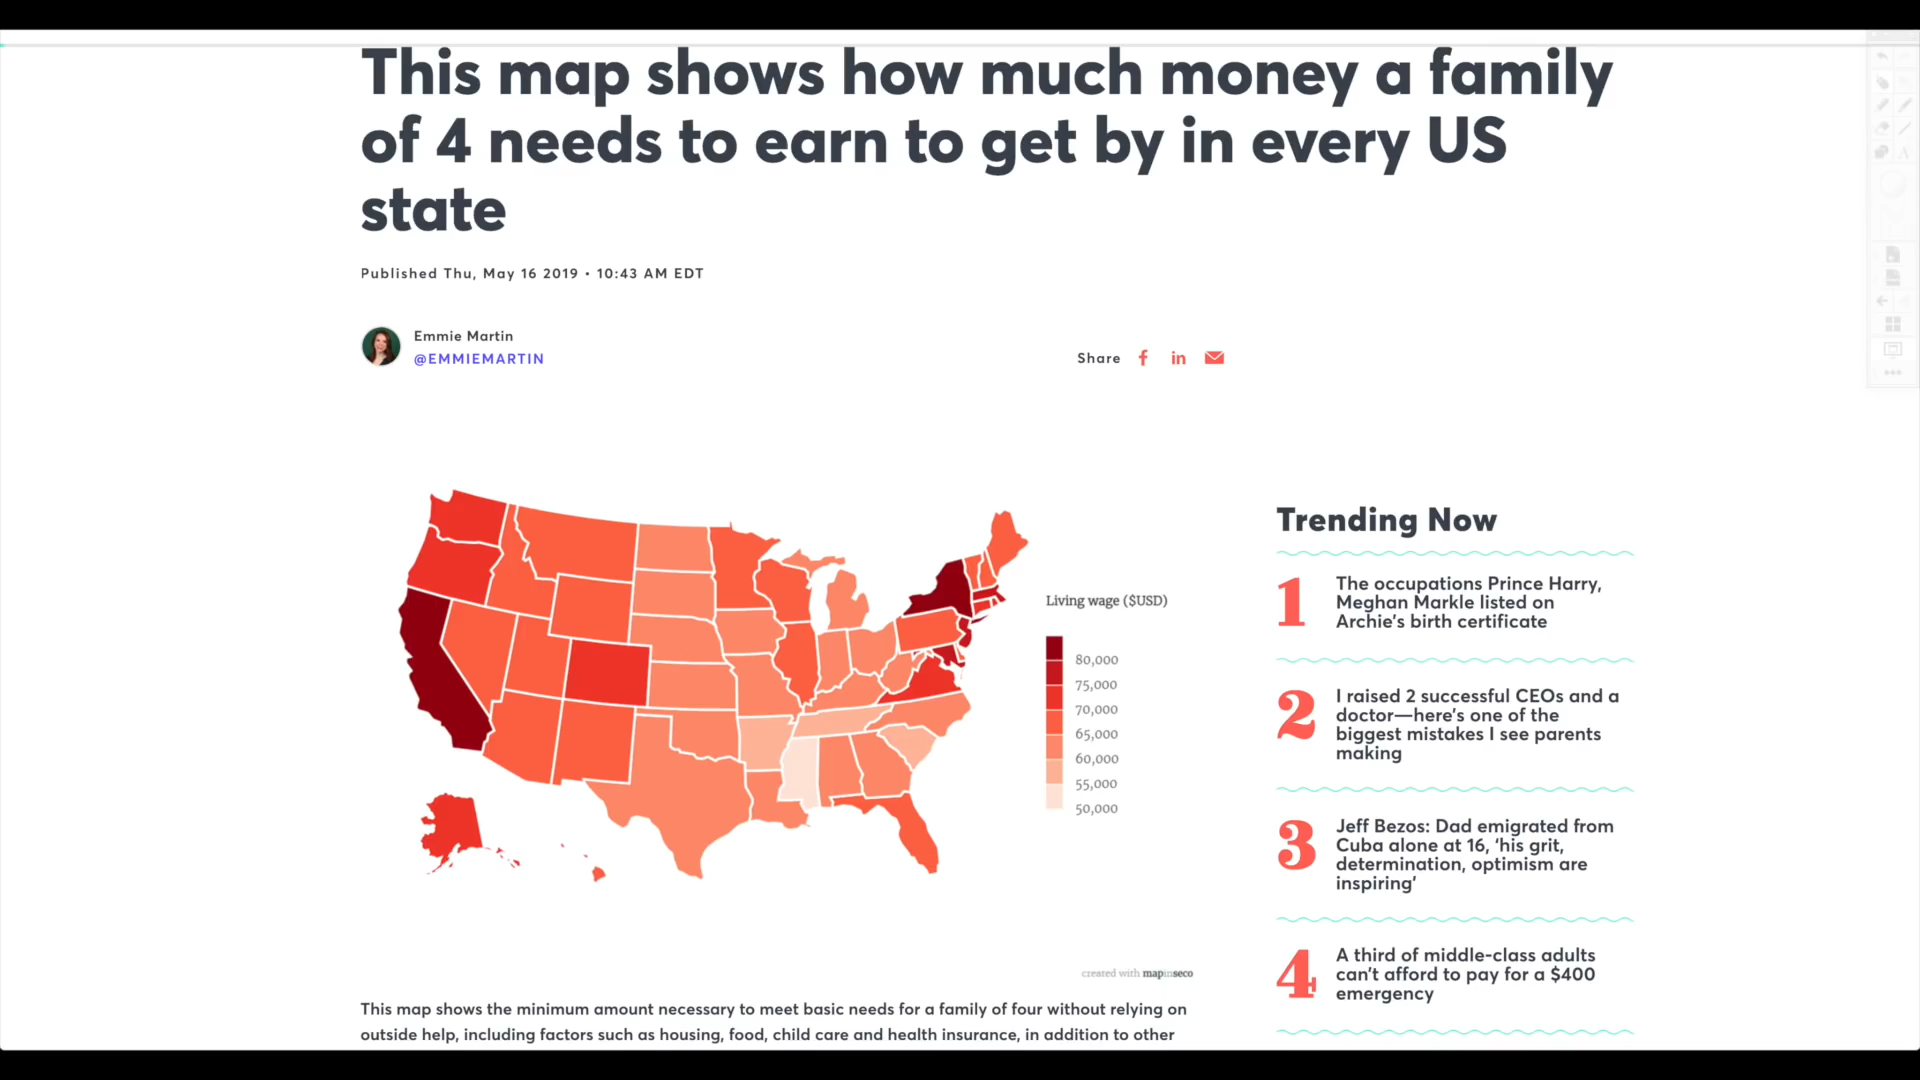 This map shows how much money a family
of 4 needs to earn to get by in every US
state
Published Thu, May 16 2019 • 10:43 AM EDT
Emmie Martin
@EMMIEMARTIN
Share
Living wage ($USD)
80,000
75,000
70,000
65,000
60,000
55,000
50,000
created with mapinseco
This map shows the minimum amount necessary to meet basic needs for a family of four without relying on
outside help, including factors such as housing, food, child care and health insurance, in addition to other
Trending Now
1
The occupations Prince Harry,
Meghan Markle listed on
Archie’s birth certificate
2
I raised 2 successful CEOs and a
doctor—here’s one of the
biggest mistakes I see parents
making
3
Jeff Bezos: Dad emigrated from
Cuba alone at 16, ‘his grit,
determination, optimism are
inspiring’
4
A third of middle-class adults
can’t afford to pay for a $400
emergency